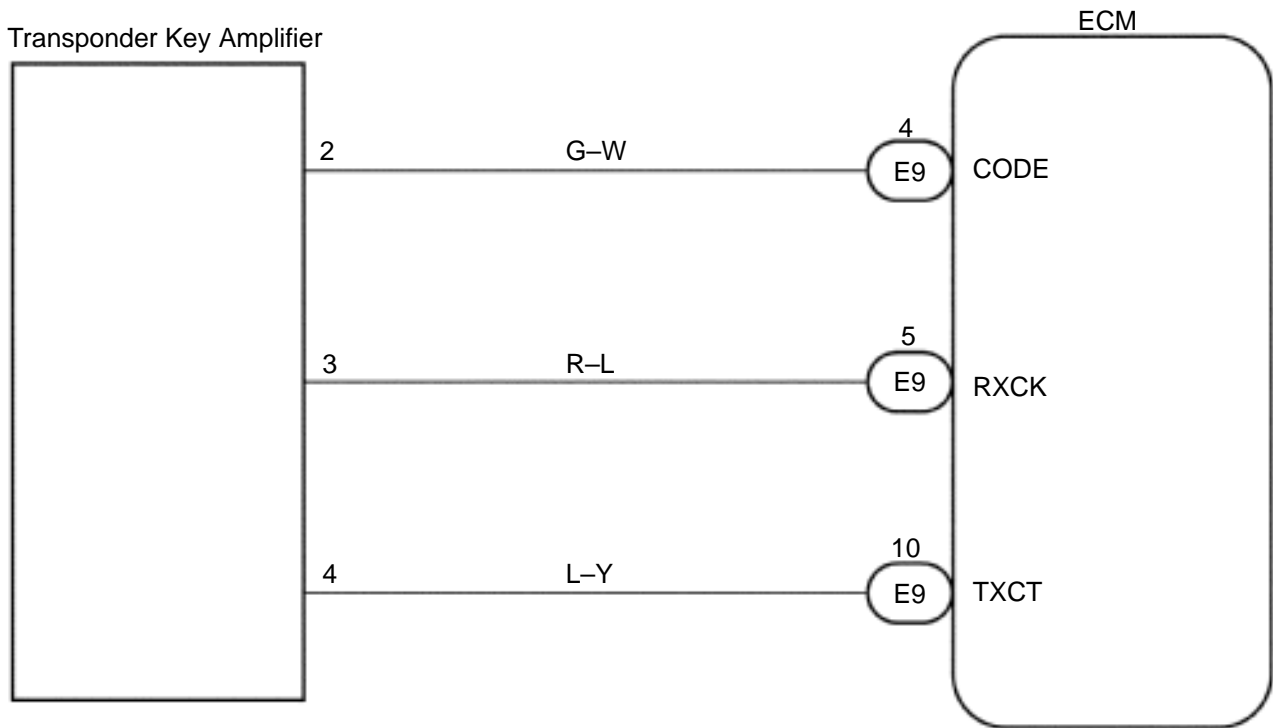 ECM
Transponder Key Amplifier
2 G–W 4
E9 CODE
3 R–L 5
E9 RXCK
4 L–Y 10
E9 TXCT